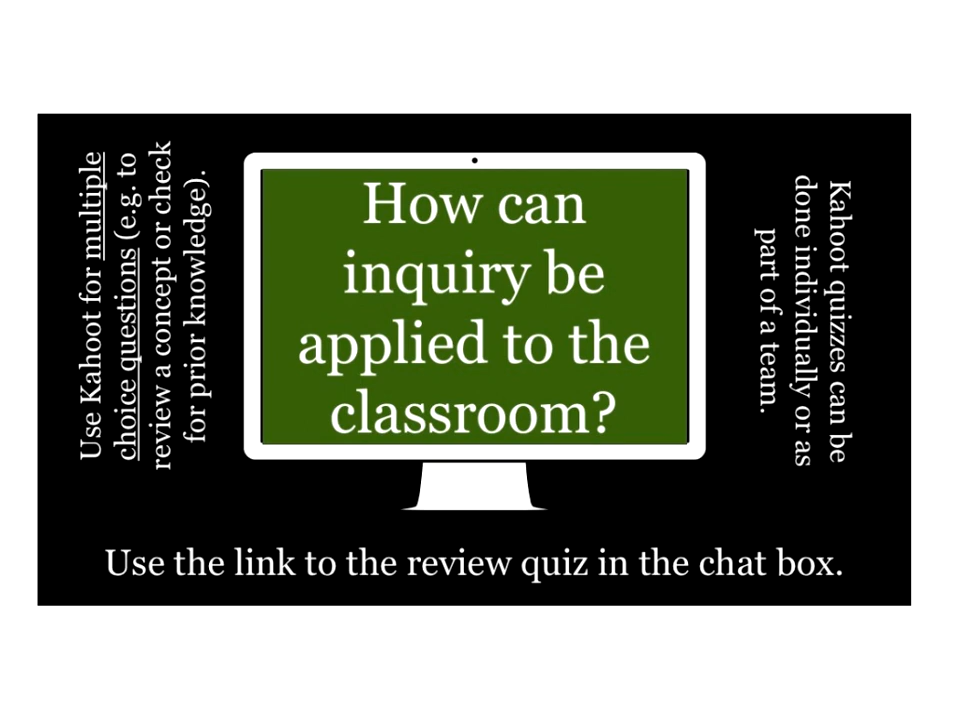 Use Kahoot for multiple
choice questions (e.g. to
review a concept or check
for prior knowledge).
How can
inquiry be
applied to the
classroom?
Kahoot quizzes can be
done individually or as
part of a team.
Use the link to the review quiz in the chat box.